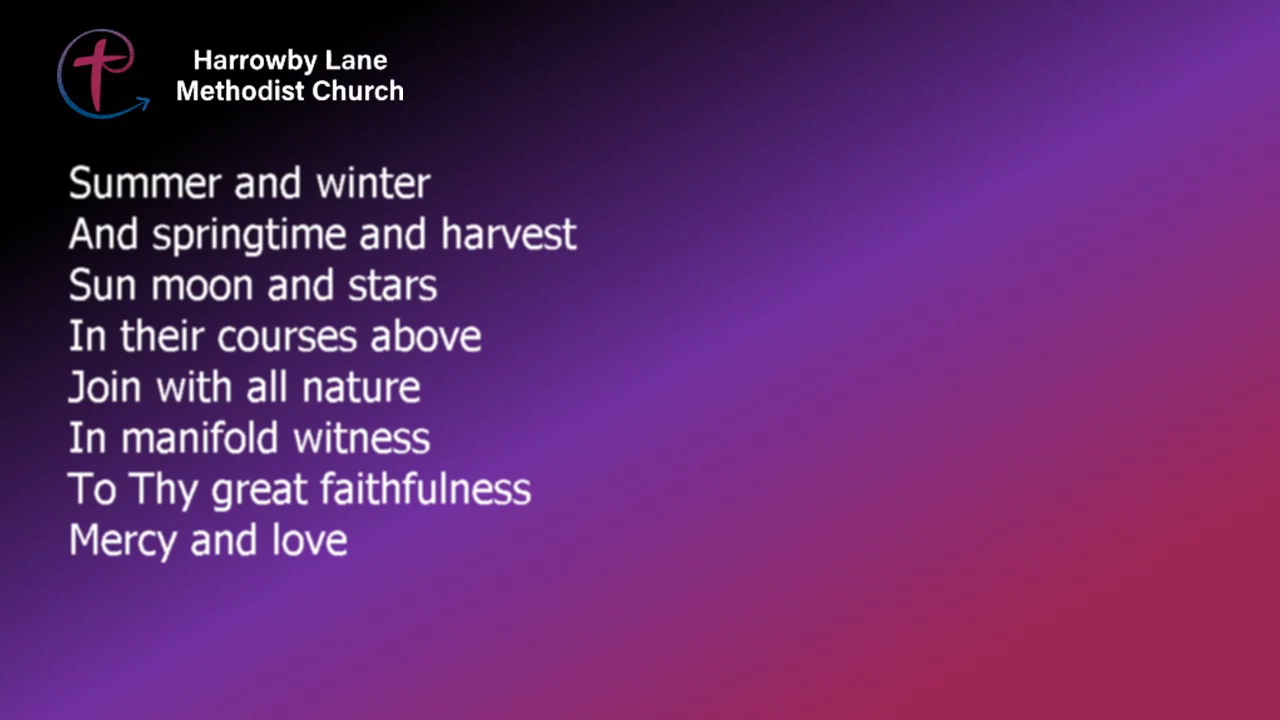 Harrowby Lane
Methodist Church
Summer and winter
And springtime and harvest
Sun moon and stars
In their courses above
Join with all nature
In manifold witness
To Thy great faithfulness
Mercy and love